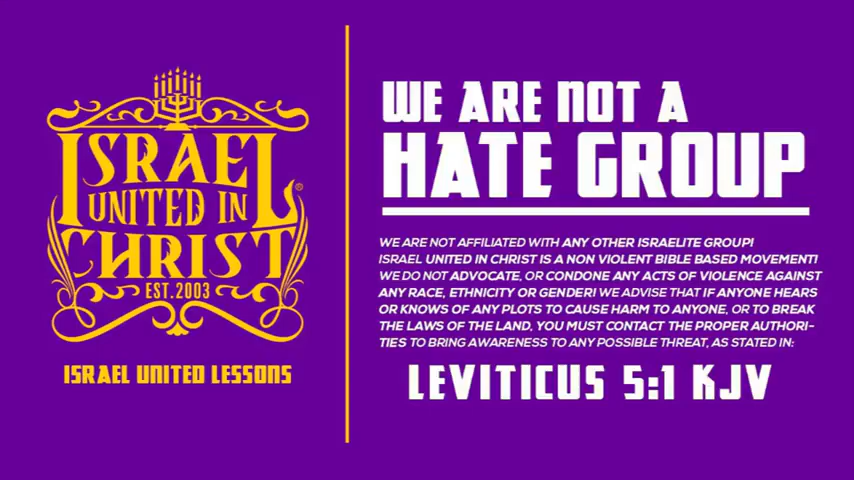 ISRAEL®
UNITED IN
CHRIST
EST.2003
ISRAEL UNITED LESSONS
WE ARE NOT A
HATE GROUP
WE ARE NOT AFFILIATED WITH ANY OTHER ISRAELITE GROUP!
ISRAEL UNITED IN CHRIST IS A NON VIOLENT BIBLE BASED MOVEMENT!
WE DO NOT ADVOCATE, OR CONDONE ANY ACTS OF VIOLENCE AGAINST
ANY RACE, ETHNICITY OR GENDER! WE ADVISE THAT IF ANYONE HEARS
OR KNOWS OF ANY PLOTS TO CAUSE HARM TO ANYONE, OR TO BREAK
THE LAWS OF THE LAND, YOU MUST CONTACT THE PROPER AUTHORI-
TIES TO BRING AWARENESS TO ANY POSSIBLE THREAT, AS STATED IN:
LEVITICUS 5:1 KJV